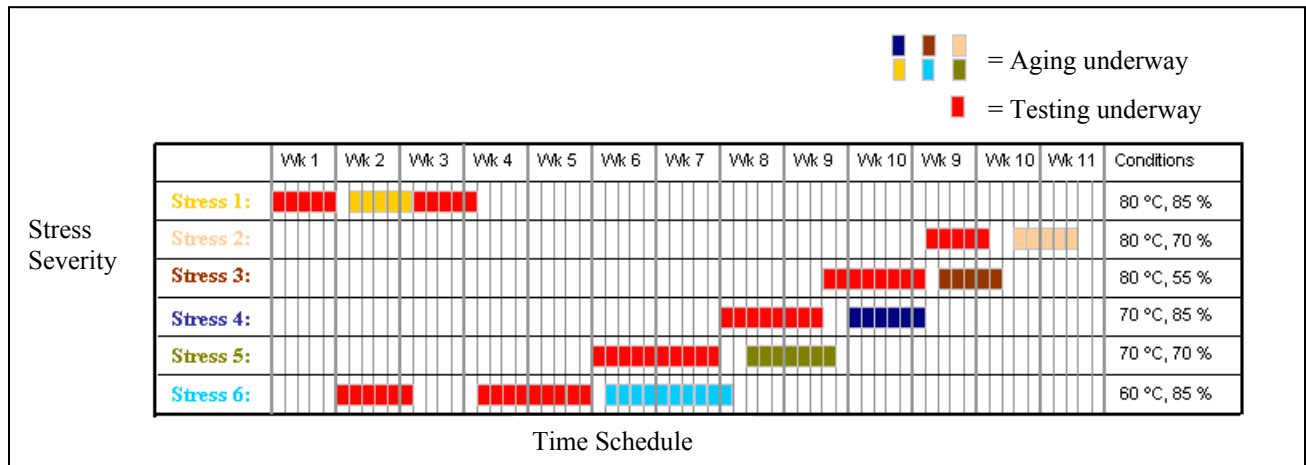 = Aging underway
= Testing underway
Wk 1 Wk 2 Wk 3 Wk 4 Wk 5 Wk 6 Wk 7 Wk 8 Wk 9 Wk 10 Wk 9 Wk 10 Wk 11 Conditions
Stress 1: 80 °C, 85 %
Stress 2: 80 °C, 70 %
Stress 3: 80 °C, 55 %
Stress 4: 70 °C, 85 %
Stress 5: 70 °C, 70 %
Stress 6: 60 °C, 85 %
Stress
Severity
Time Schedule